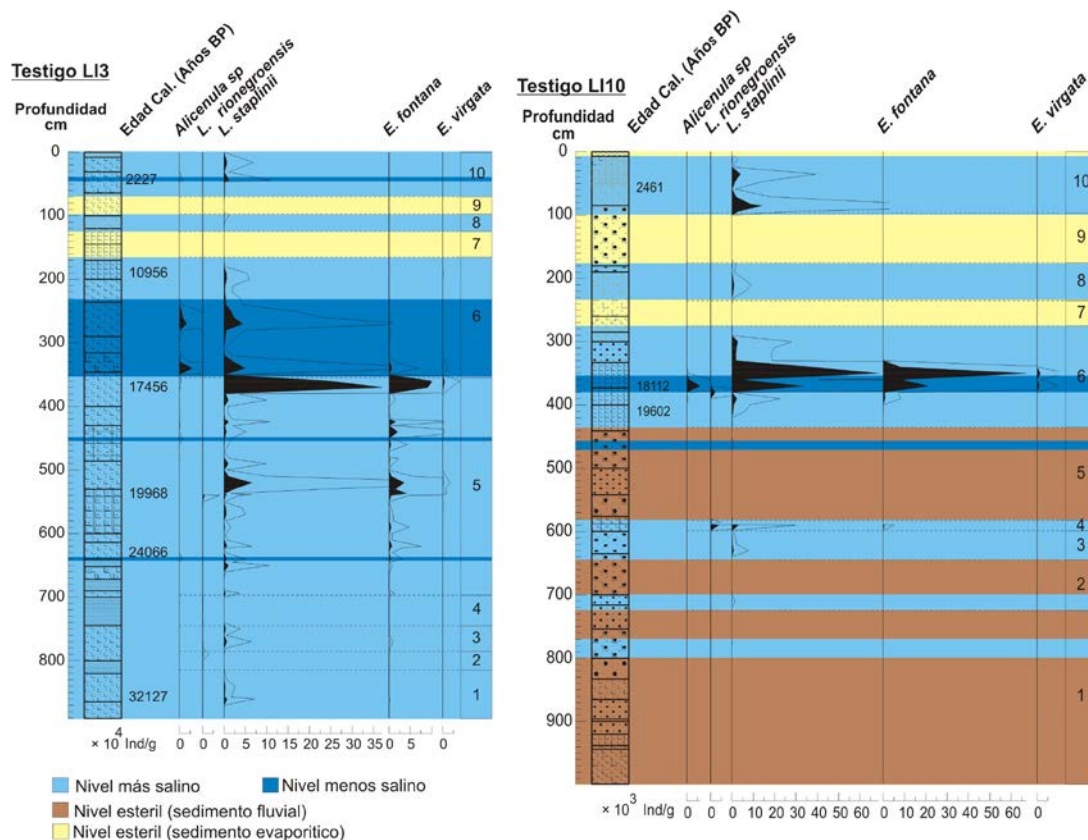 Testigo LI3
Profundidad
cm
Edad Cal. (Años BP)
Alicenula sp
L. rionegroensis
L. staplinii
E. fontana
E. virgata
0
100
200
300
400
500
600
700
800
2227
10956
17456
19968
24066
32127
10
9
8
7
6
5
4
3
2
1
× 10 4 Ind/g
0 0 0 5 10 15 20 25 30 35 0 5 0
Testigo LI10
Profundidad
cm
Edad Cal. (Años BP)
Alicenula sp
L. rionegroensis
L. staplinii
E. fontana
E. virgata
0
100
200
300
400
500
600
700
800
900
2461
18112
19602
10
9
8
7
6
5
4
3
2
1
× 10 3 Ind/g
0 0 0 10 20 30 40 50 60 0 10 20 30 40 50 60 0
Nivel más salino
Nivel menos salino
Nivel esteril (sedimento fluvial)
Nivel esteril (sedimento evaporitico)